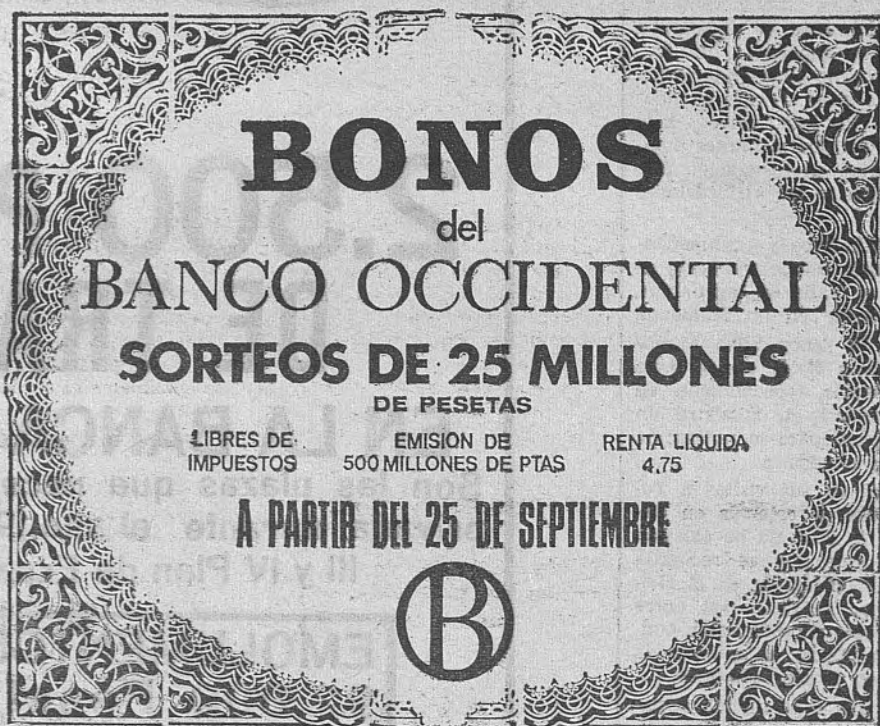 BONOS
del
BANCO OCCIDENTAL
SORTEOS DE 25 MILLONES
DE PESETAS
LIBRES DE IMPUESTOS
EMISION DE 500 MILLONES DE PTAS
RENTA LIQUIDA 4,75
A PARTIR DEL 25 DE SEPTIEMBRE
B